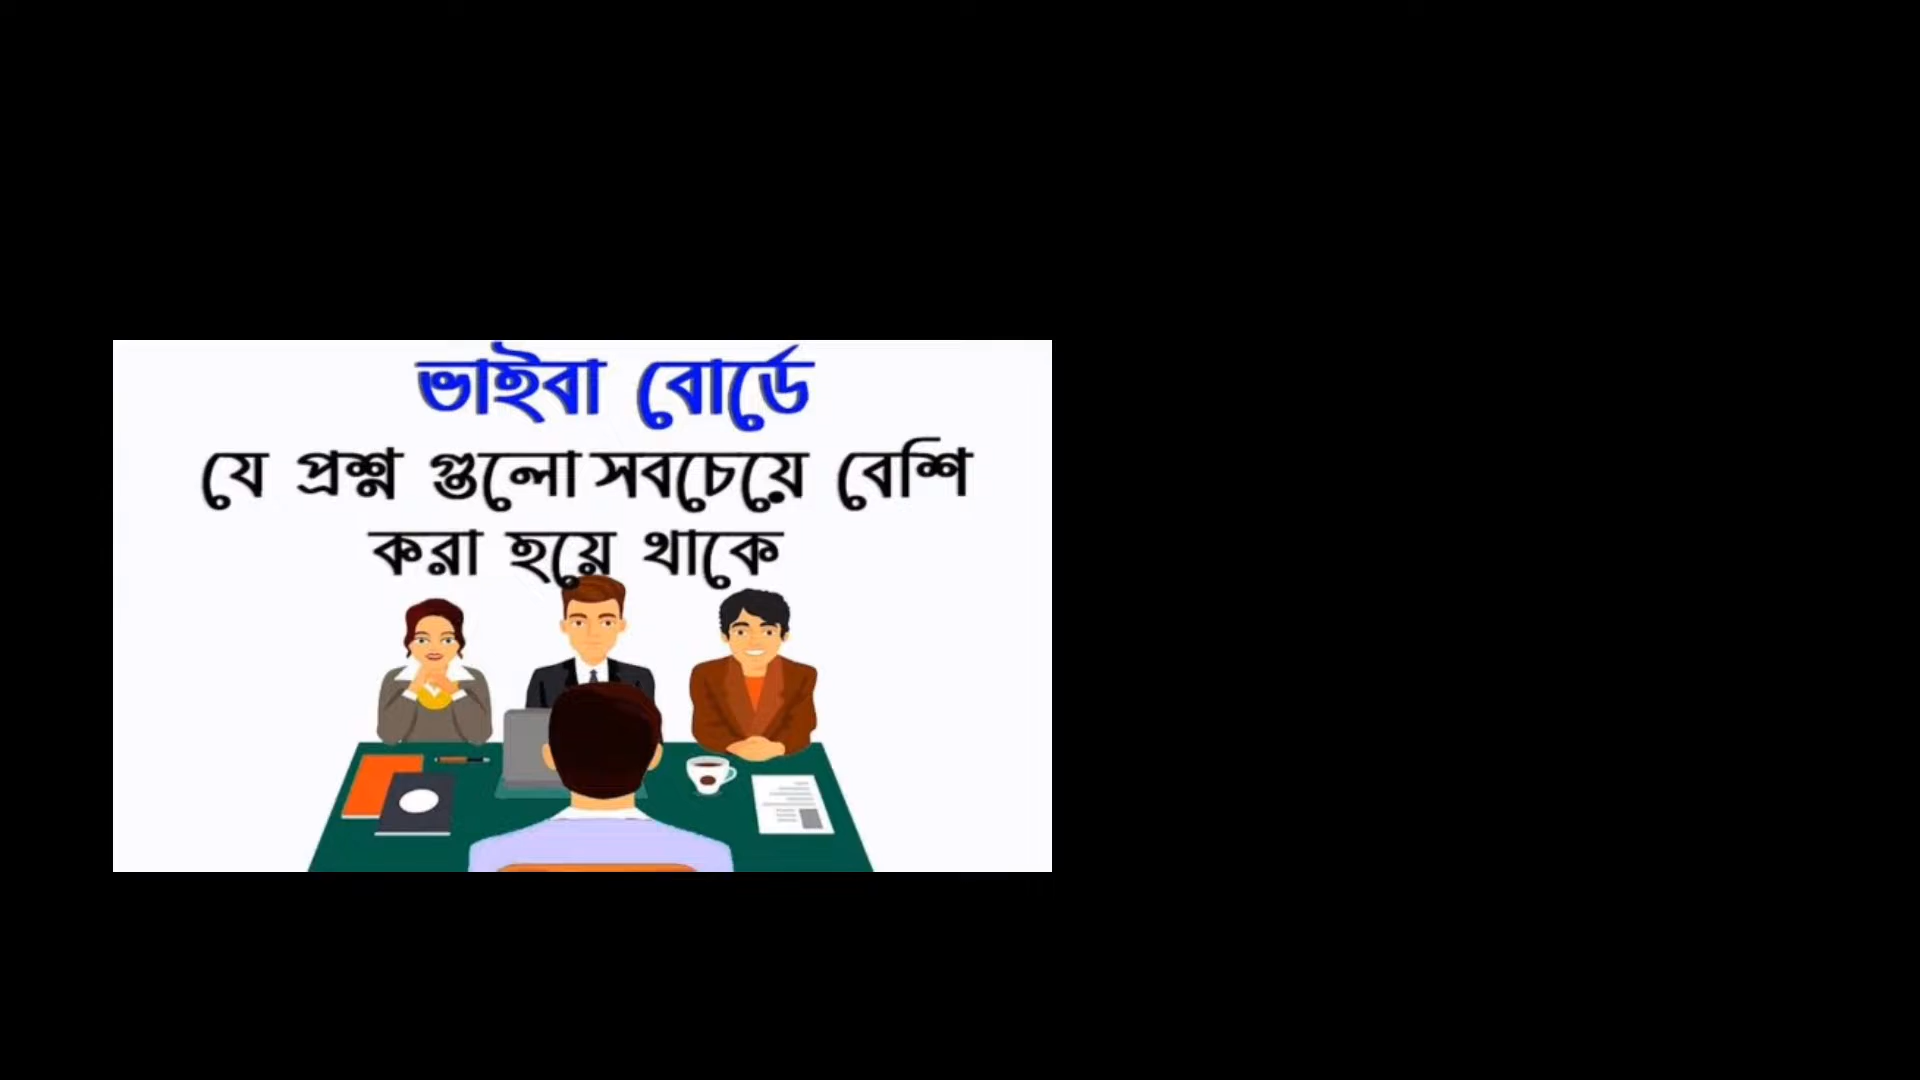 ভাইবা বোর্ডে
যে প্রশ্ন গুলো সবচেয়ে বেশি
করা হয়ে থাকে